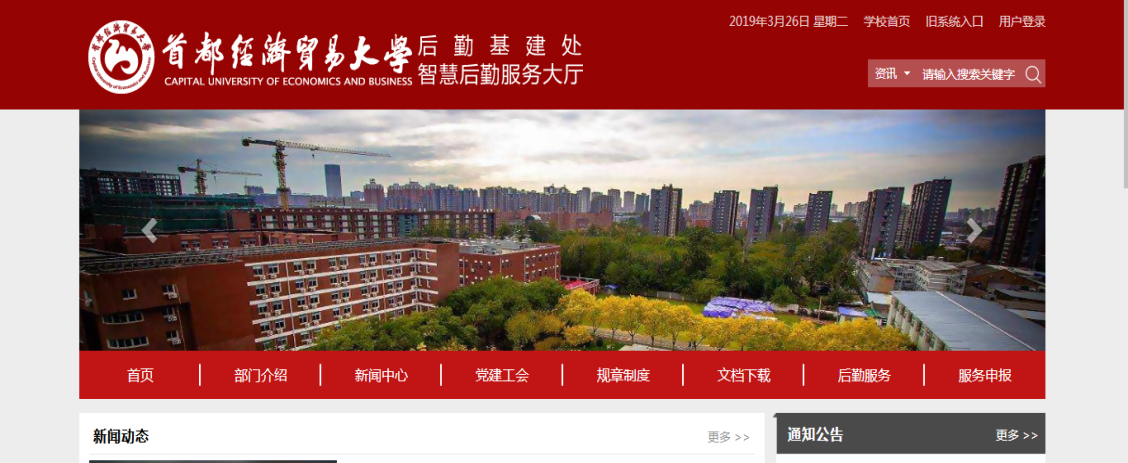 2019年3月26日 星期二 学校首页 旧系统入口 用户登录
首都經濟貿易大學
CAPITAL UNIVERSITY OF ECONOMICS AND BUSINESS
后勤基建处
智慧后勤服务大厅
资讯 请输入搜索关键字
首页 部门介绍 新闻中心 党建工会 规章制度 文档下载 后勤服务 服务申报
新闻动态 更多 >>
通知公告 更多 >>